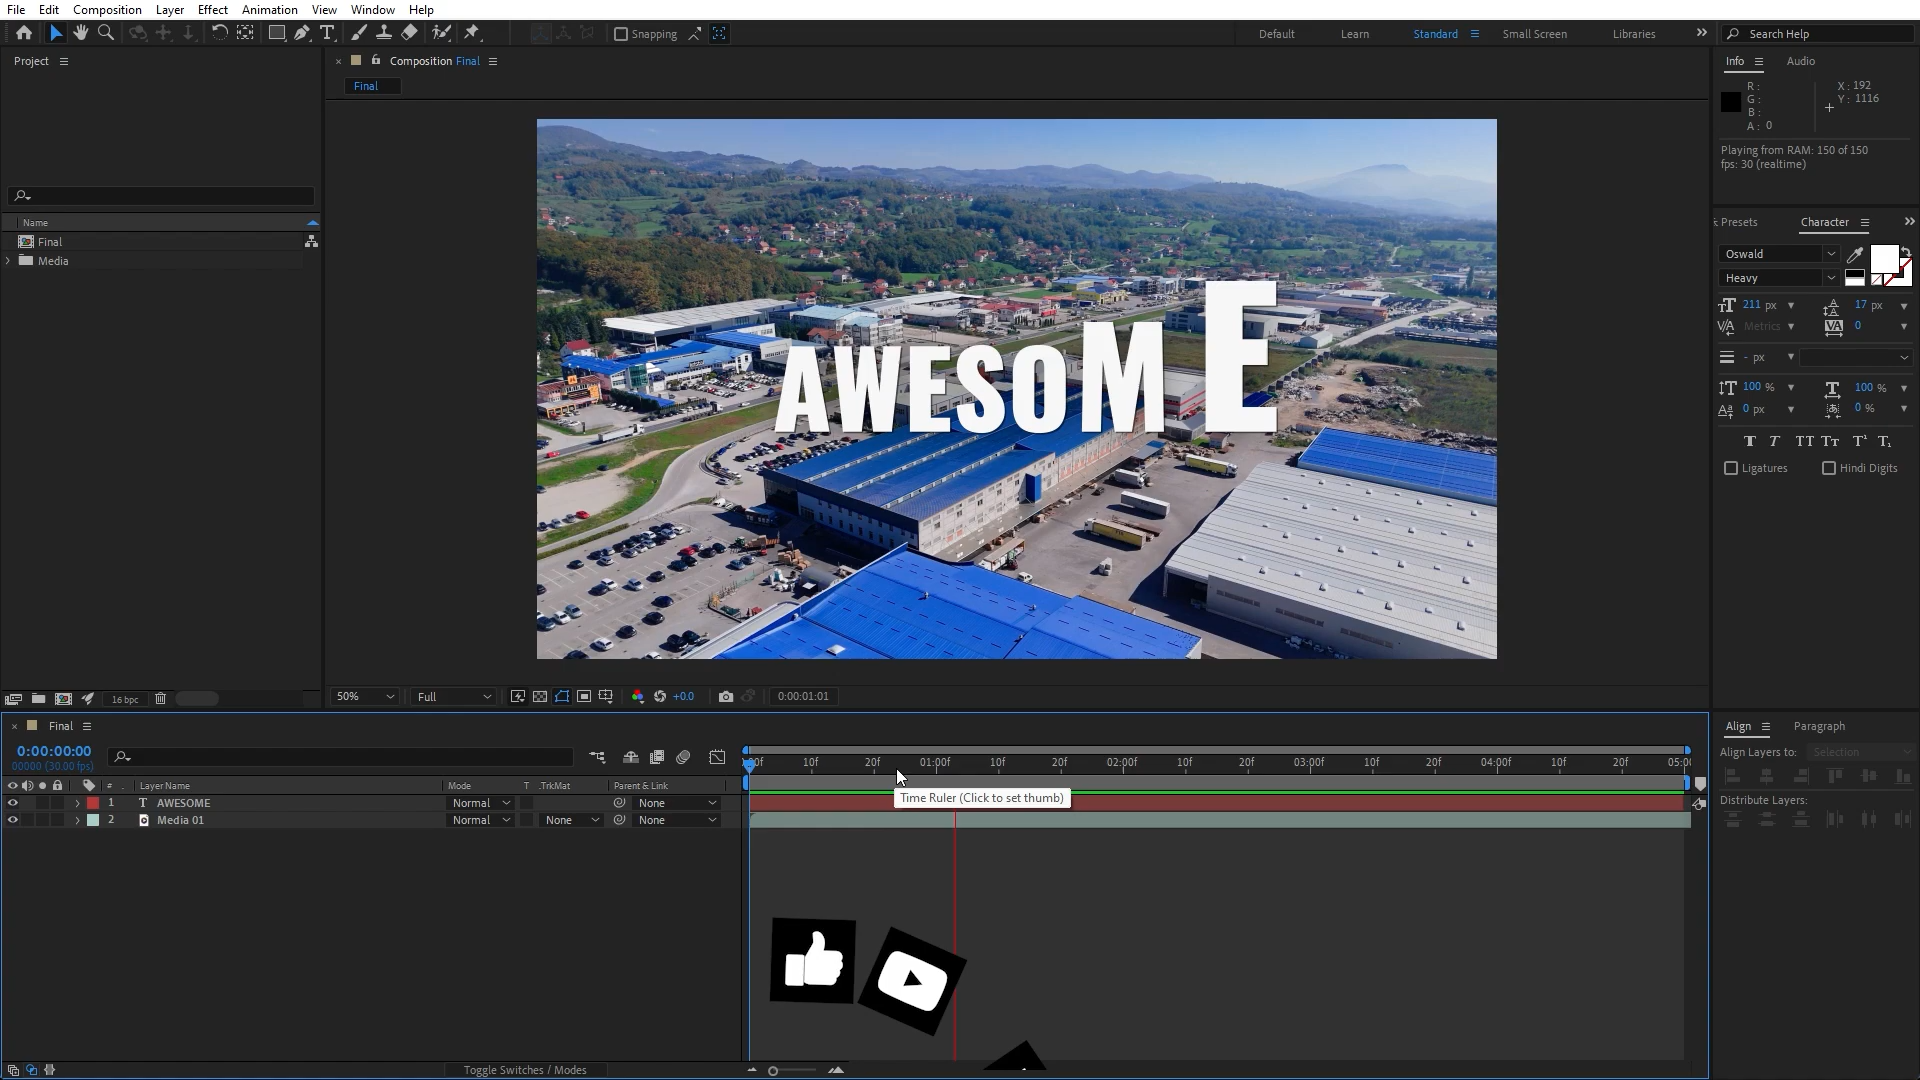 File Edit Composition Layer Effect Animation View Window Help
Snapping
Default Learn Standard Small Screen Libraries
Search Help
Project
Name
Final
Media
16 bpc
Composition Final
Final
AWESOME
50% Full +0.0 0:00:01:01
Info Audio
R :
G :
B :
A : 0
X : 192
Y : 1116
Playing from RAM: 150 of 150
fps: 30 (realtime)
Presets Character
Oswald
Heavy
211 px 17 px
Metrics 0
- px
100 % 100 %
0 px 0 %
Ligatures Hindi Digits
Final
0:00:00:00
00000 (30.00 fps)
# Layer Name Mode T .TrkMat Parent & Link
1 T AWESOME Normal None
2 Media 01 Normal None None
10f 20f 01:00f 10f 20f 02:00f 10f 20f 03:00f 10f 20f 04:00f 10f 20f 05:00
Time Ruler (Click to set thumb)
Toggle Switches / Modes
Align Paragraph
Align Layers to: Selection
Distribute Layers: